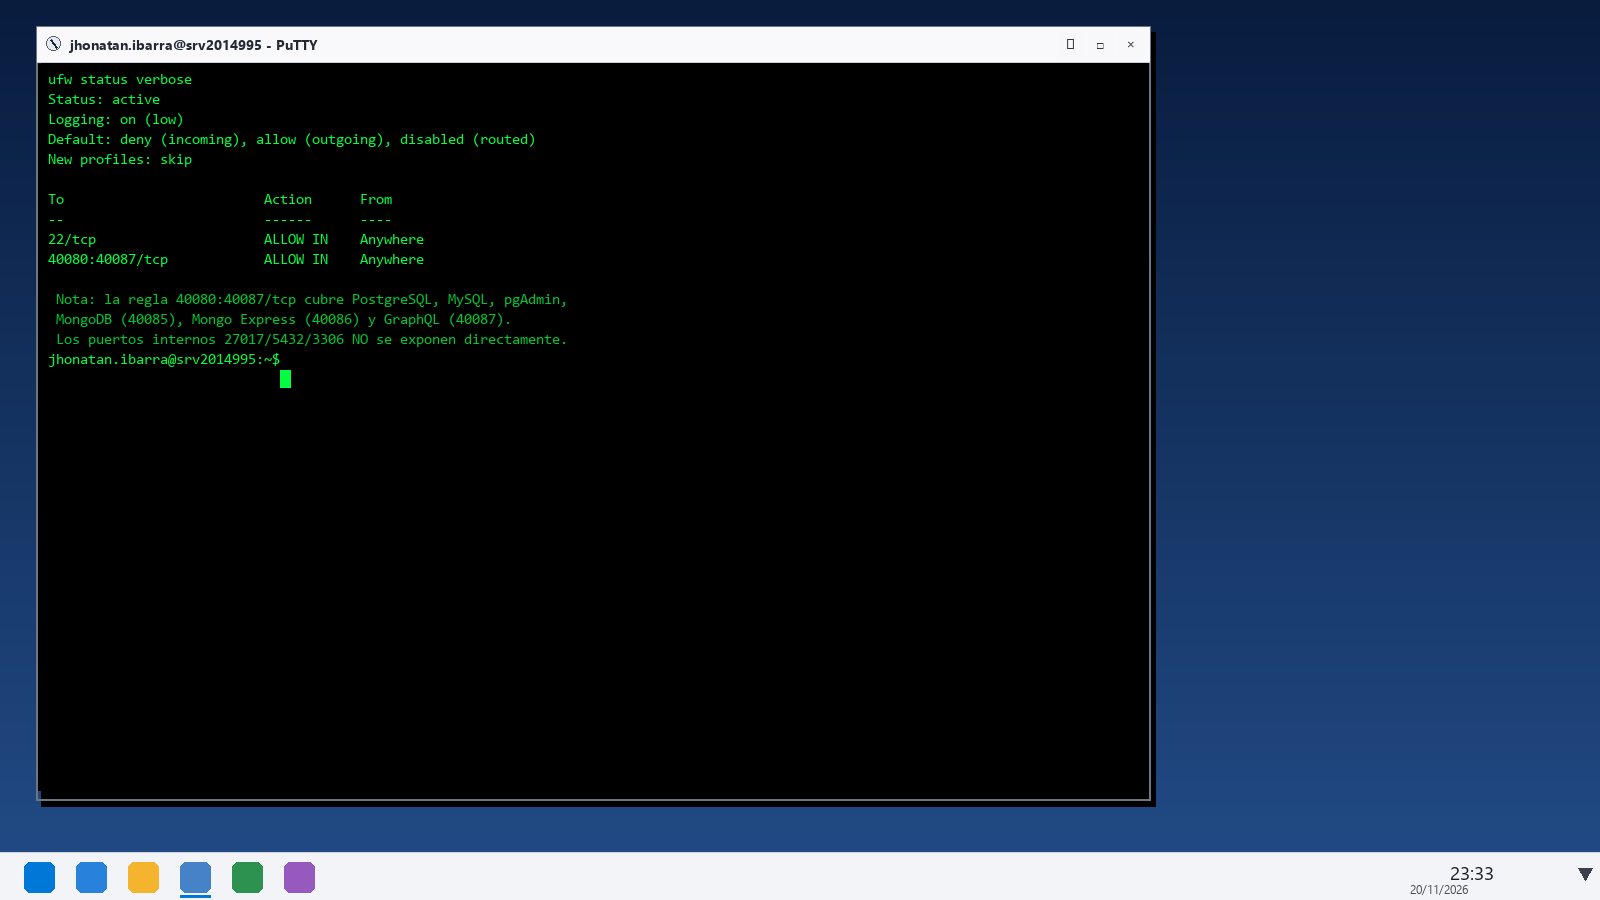 jhonatan.ibarra@srv2014995 - PuTTY
ufw status verbose
Status: active
Logging: on (low)
Default: deny (incoming), allow (outgoing), disabled (routed)
New profiles: skip
To                         Action      From
--                         ------      ----
22/tcp                     ALLOW IN    Anywhere
40080:40087/tcp            ALLOW IN    Anywhere
Nota: la regla 40080:40087/tcp cubre PostgreSQL, MySQL, pgAdmin,
MongoDB (40085), Mongo Express (40086) y GraphQL (40087).
Los puertos internos 27017/5432/3306 NO se exponen directamente.
jhonatan.ibarra@srv2014995:~$
23:33
20/11/2026